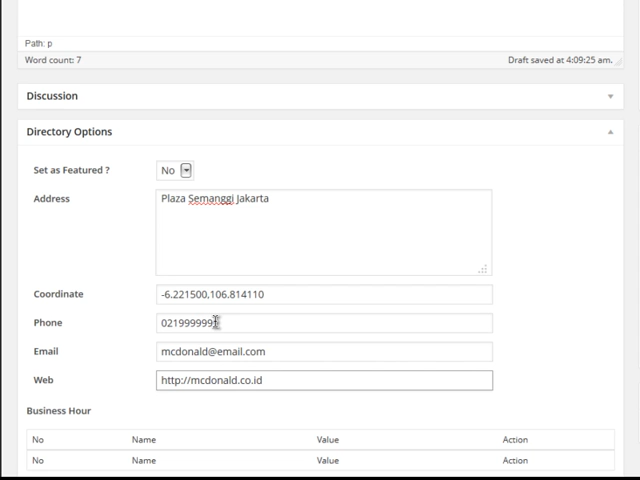 Path: p
Word count: 7 Draft saved at 4:09:25 am.
Discussion
Directory Options
Set as Featured ? No
Address Plaza Semanggi Jakarta
Coordinate -6.221500,106.814110
Phone
Email mcdonald@email.com
Web http://mcdonald.co.id
Business Hour
No Name Value Action
No Name Value Action